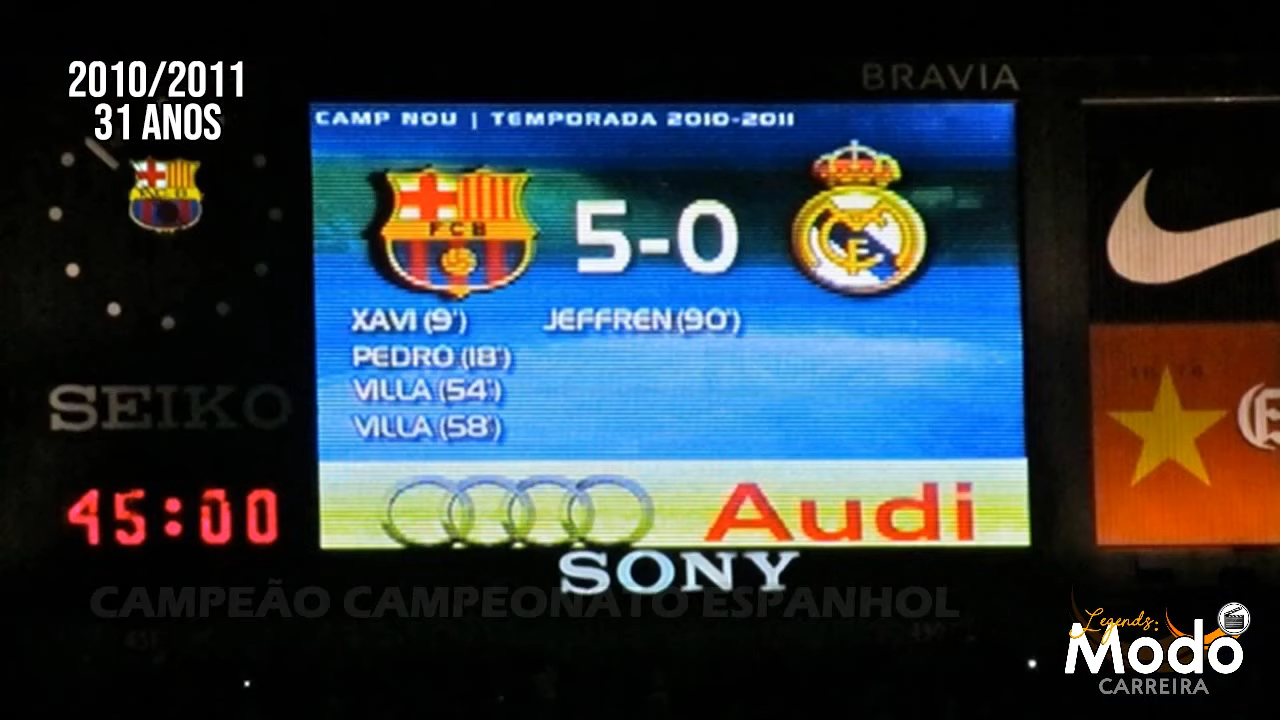 2010/2011
31 ANOS
BRAVIA
CAMP NOU | TEMPORADA 2010-2011
FCB
5-0
XAVI (9') JEFFREN (90')
PEDRO (18')
VILLA (54')
VILLA (58')
SEIKO
45:00
Audi
SONY
CAMPEÃO CAMPEONATO ESPANHOL
Legends:
Modo
CARREIRA